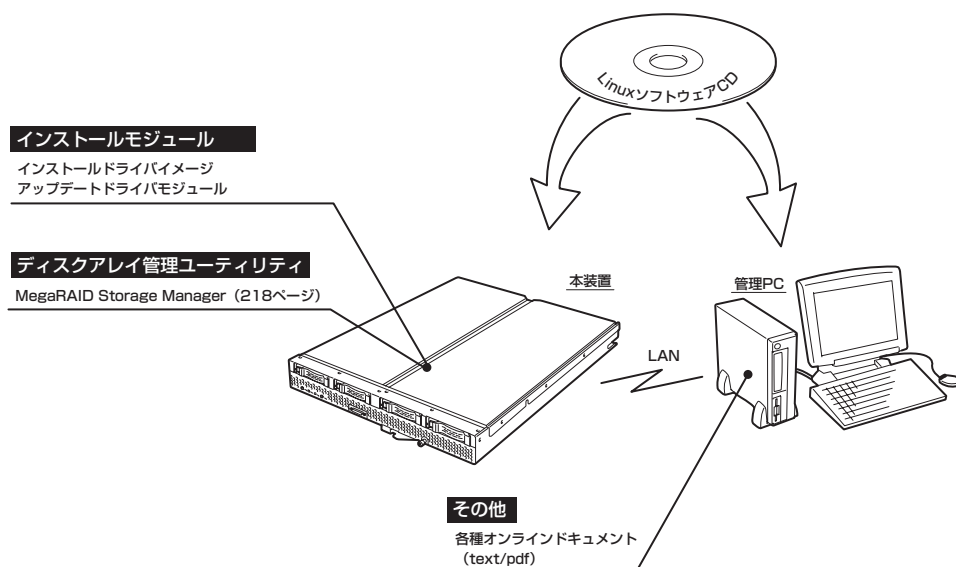 LinuxソフトウェアCD
インストールモジュール
インストールドライバイメージ
アップデートドライバモジュール
ディスクアレイ管理ユーティリティ
MegaRAID Storage Manager（218ページ）
本装置
管理PC
LAN
その他
各種オンラインドキュメント
（text/pdf）